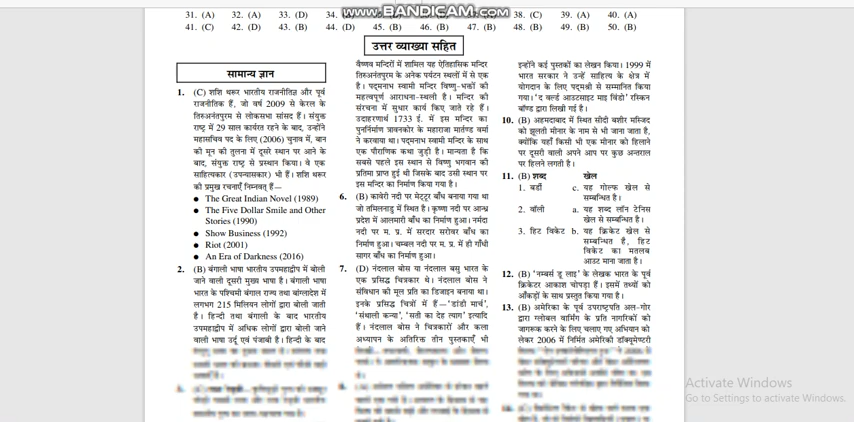 31. (A) 32. (A) 33. (D) 34. 38. (C) 39. (A) 40. (A)
www.BANDICAM.com
41. (C) 42. (D) 43. (B) 44. (D) 45. (B) 46. (B) 47. (B) 48. (B) 49. (B) 50. (B)
उत्तर व्याख्या सहित
सामान्य ज्ञान
1. (C) शशि थरूर भारतीय राजनीतिज्ञ और पूर्व
राजनीतिक हैं, जो वर्ष 2009 से केरल के
तिरुअनंतपुरम से लोकसभा सांसद हैं। संयुक्त
राष्ट्र में 29 साल कार्यरत रहने के बाद, उन्होंने
महासचिव पद के लिए (2006) चुनाव में, बान
की मून की तुलना में दूसरे स्थान पर आने के
बाद, संयुक्त राष्ट्र से प्रस्थान किया। वे एक
साहित्यकार (उपन्यासकार) भी हैं। शशि थरूर
की प्रमुख रचनाएँ निम्नवत् हैं—
● The Great Indian Novel (1989)
● The Five Dollar Smile and Other
Stories (1990)
● Show Business (1992)
● Riot (2001)
● An Era of Darkness (2016)
2. (B) बंगाली भाषा भारतीय उपमहाद्वीप में बोली
जाने वाली दूसरी मुख्य भाषा है। बंगाली भाषा
भारत के पश्चिमी बंगाल राज्य तथा बांग्लादेश में
लगभग 215 मिलियन लोगों द्वारा बोली जाती
है। हिन्दी तथा बंगाली के बाद भारतीय
उपमहाद्वीप में अधिक लोगों द्वारा बोली जाने
वाली भाषा उर्दू एवं पंजाबी है। हिन्दी के बाद
वैष्णव मन्दिरों में शामिल यह ऐतिहासिक मन्दिर
तिरुअनंतपुरम के अनेक पर्यटन स्थलों में से एक
है। पद्मनाभ स्वामी मन्दिर विष्णु-भक्तों की
महत्वपूर्ण आराधना-स्थली है। मन्दिर की
संरचना में सुधार कार्य किए जाते रहे हैं।
उदाहरणार्थ 1733 ई. में इस मन्दिर का
पुनर्निर्माण त्रावनकोर के महाराजा मार्तण्ड वर्मा
ने करवाया था। पद्मनाभ स्वामी मन्दिर के साथ
एक पौराणिक कथा जुड़ी है। मान्यता है कि
सबसे पहले इस स्थान से विष्णु भगवान की
प्रतिमा प्राप्त हुई थी जिसके बाद उसी स्थान पर
इस मन्दिर का निर्माण किया गया है।
6. (B) कावेरी नदी पर मेट्टूर बाँध बनाया गया था
जो तमिलनाडु में स्थित है। कृष्णा नदी पर आन्ध्र
प्रदेश में आलमारी बाँध का निर्माण हुआ। नर्मदा
नदी पर म. प्र. में सरदार सरोवर बाँध का
निर्माण हुआ। चम्बल नदी पर म. प्र. में ही गाँधी
सागर बाँध का निर्माण हुआ।
7. (D) नंदलाल बोस या नंदलाल बसु भारत के
एक प्रसिद्ध चित्रकार थे। नंदलाल बोस ने
संविधान की मूल प्रति का डिजाइन बनाया था।
इनके प्रसिद्ध चित्रों में हैं—'डांडी मार्च',
'संथाली कन्या', 'सती का देह त्याग' इत्यादि
हैं। नंदलाल बोस ने चित्रकारों और कला
अध्यापन के अतिरिक्त तीन पुस्तकाएँ भी
इन्होंने कई पुस्तकों का लेखन किया। 1999 में
भारत सरकार ने उन्हें साहित्य के क्षेत्र में
योगदान के लिए पद्मश्री से सम्मानित किया
गया। 'द वर्ल्ड आउटसाइट माइ विंडो' रस्किन
बॉण्ड द्वारा लिखी गई है।
10. (B) अहमदाबाद में स्थित सीदी बशीर मस्जिद
को झूलती मीनार के नाम से भी जाना जाता है,
क्योंकि यहाँ किसी भी एक मीनार को हिलाने
पर दूसरी वाली अपने आप पर कुछ अन्तराल
पर हिलने लगती है।
11. (B) शब्द खेल
1. बर्डी c. यह गोल्फ खेल से
सम्बन्धित है।
2. वॉली a. यह शब्द लॉन टेनिस
खेल से सम्बन्धित है।
3. हिट विकेट b. यह क्रिकेट खेल से
सम्बन्धित है, हिट
विकेट का मतलब
आउट माना जाता है।
12. (B) 'नम्बर्स डू लाइ' के लेखक भारत के पूर्व
क्रिकेटर आकाश चोपड़ा हैं। इसमें तथ्यों को
आँकड़ों के साथ प्रस्तुत किया गया है।
13. (B) अमेरिका के पूर्व उपराष्ट्रपति अल-गोर
द्वारा ग्लोबल वार्मिंग के प्रति नागरिकों को
जागरूक करने के लिए चलाए गए अभियान को
लेकर 2006 में निर्मित अमेरिकी डॉक्यूमेण्टरी
Activate Windows
Go to Settings to activate Windows.